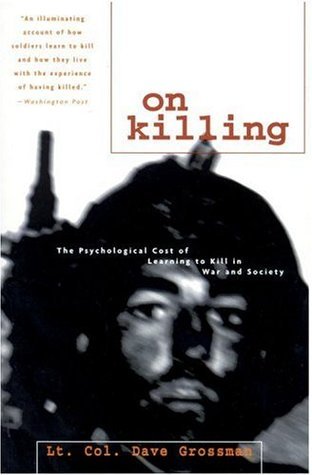 "An illuminating
account of how
soldiers learn to kill
and how they live
with the experience
of having killed."
—Washington Post
on
killing
The Psychological Cost of
Learning to Kill in
War and Society
Lt. Col. Dave Grossman